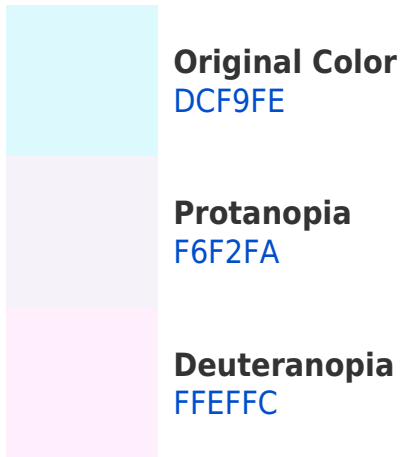 Original Color
DCF9FE
Protanopia
F6F2FA
Deuteranopia
FFEFFC